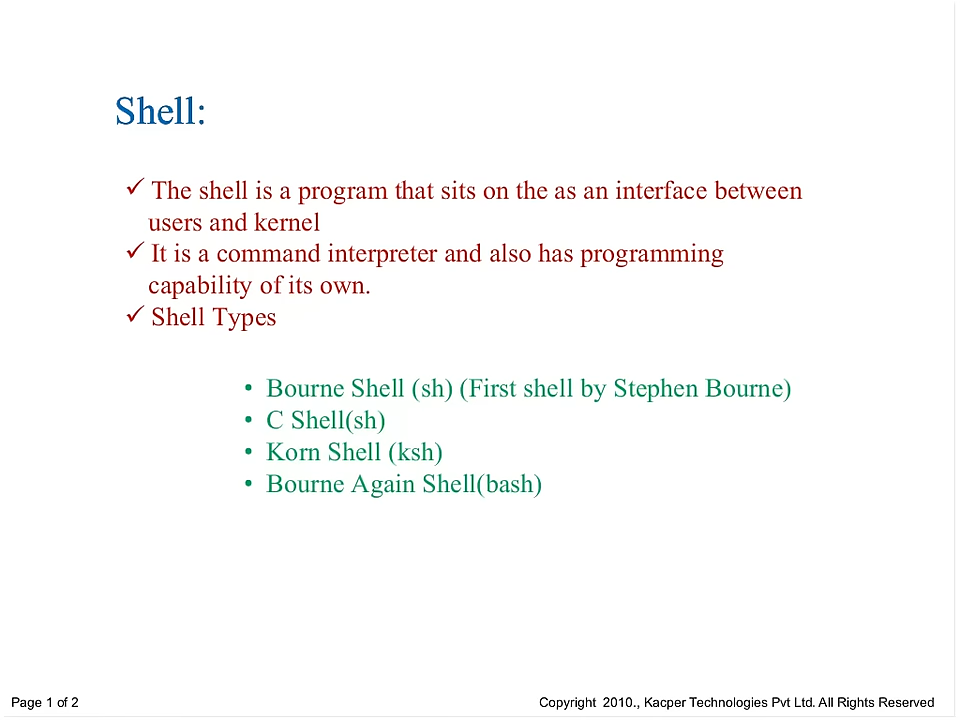 Shell:
✓ The shell is a program that sits on the as an interface between
users and kernel
✓ It is a command interpreter and also has programming
capability of its own.
✓ Shell Types
• Bourne Shell (sh) (First shell by Stephen Bourne)
• C Shell(sh)
• Korn Shell (ksh)
• Bourne Again Shell(bash)
Page 1 of 2
Copyright 2010., Kacper Technologies Pvt Ltd. All Rights Reserved